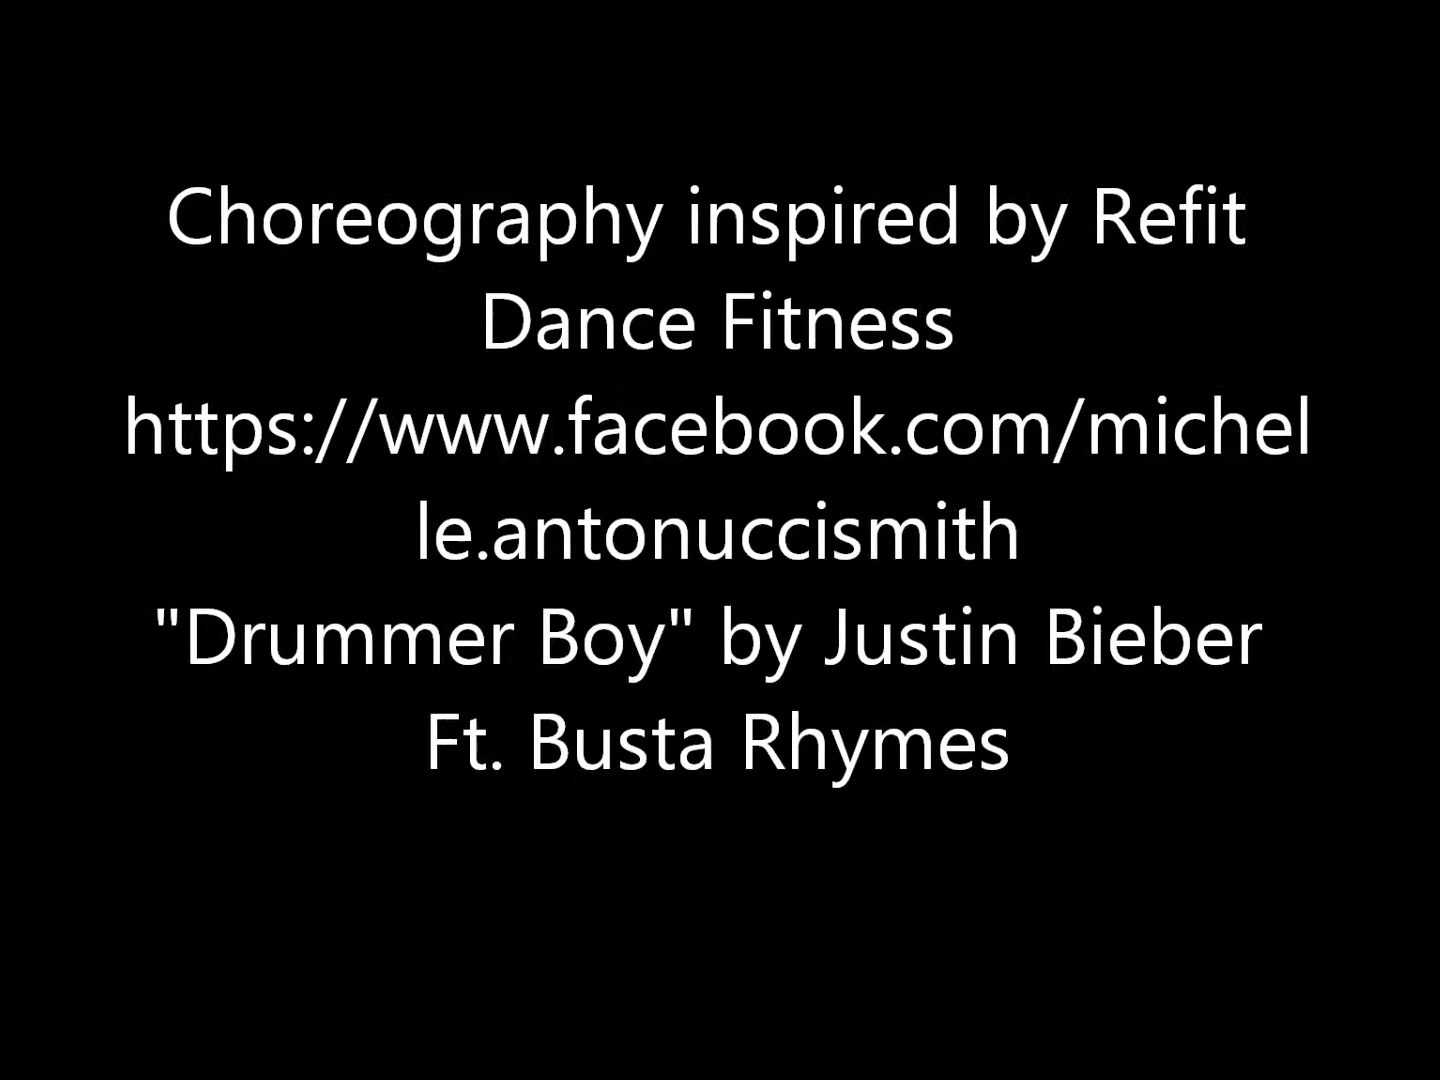 Choreography inspired by Refit
Dance Fitness
https://www.facebook.com/michel
le.antonuccismith
"Drummer Boy" by Justin Bieber
Ft. Busta Rhymes